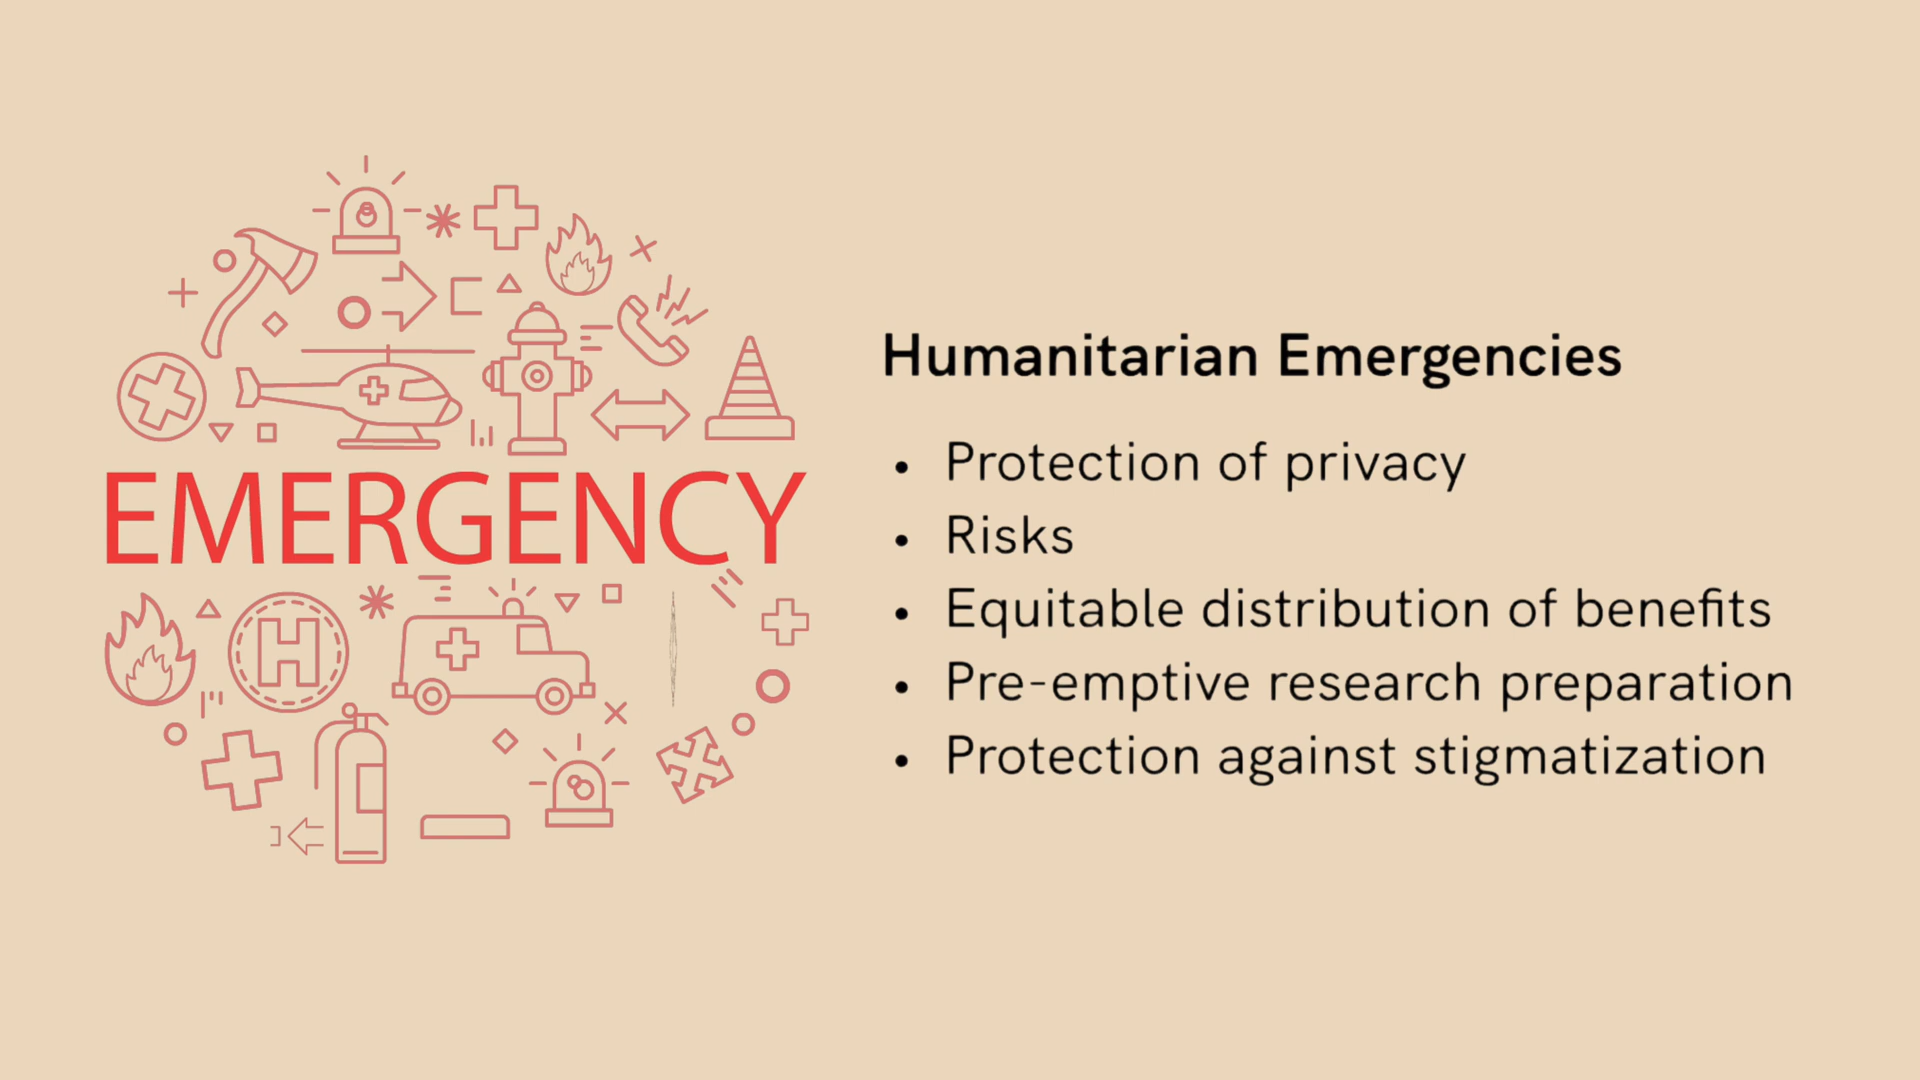 EMERGENCY
H
Humanitarian Emergencies
• Protection of privacy
• Risks
• Equitable distribution of benefits
• Pre-emptive research preparation
• Protection against stigmatization